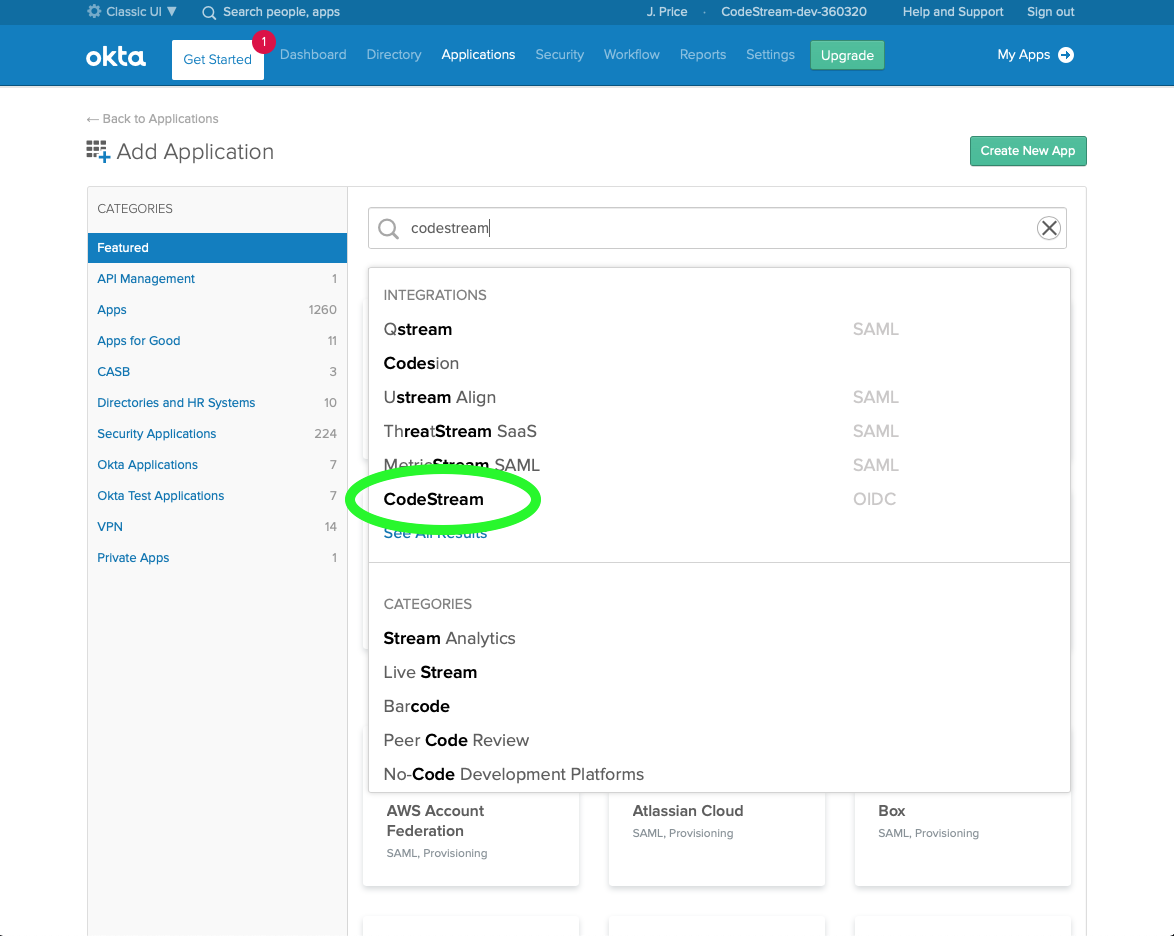 Classic UI ▼ Search people, apps J. Price · CodeStream-dev-360320 Help and Support Sign out
okta Get Started 1 Dashboard Directory Applications Security Workflow Reports Settings Upgrade My Apps
← Back to Applications
Add Application Create New App
CATEGORIES
Featured
API Management 1
Apps 1260
Apps for Good 11
CASB 3
Directories and HR Systems 10
Security Applications 224
Okta Applications 7
Okta Test Applications 7
VPN 14
Private Apps 1
codestream
INTEGRATIONS
Qstream SAML
Codesion
Ustream Align SAML
ThreatStream SaaS SAML
MetricStream SAML SAML
CodeStream OIDC
See All Results
CATEGORIES
Stream Analytics
Live Stream
Barcode
Peer Code Review
No-Code Development Platforms
AWS Account
Federation
SAML, Provisioning
Atlassian Cloud
SAML, Provisioning
Box
SAML, Provisioning